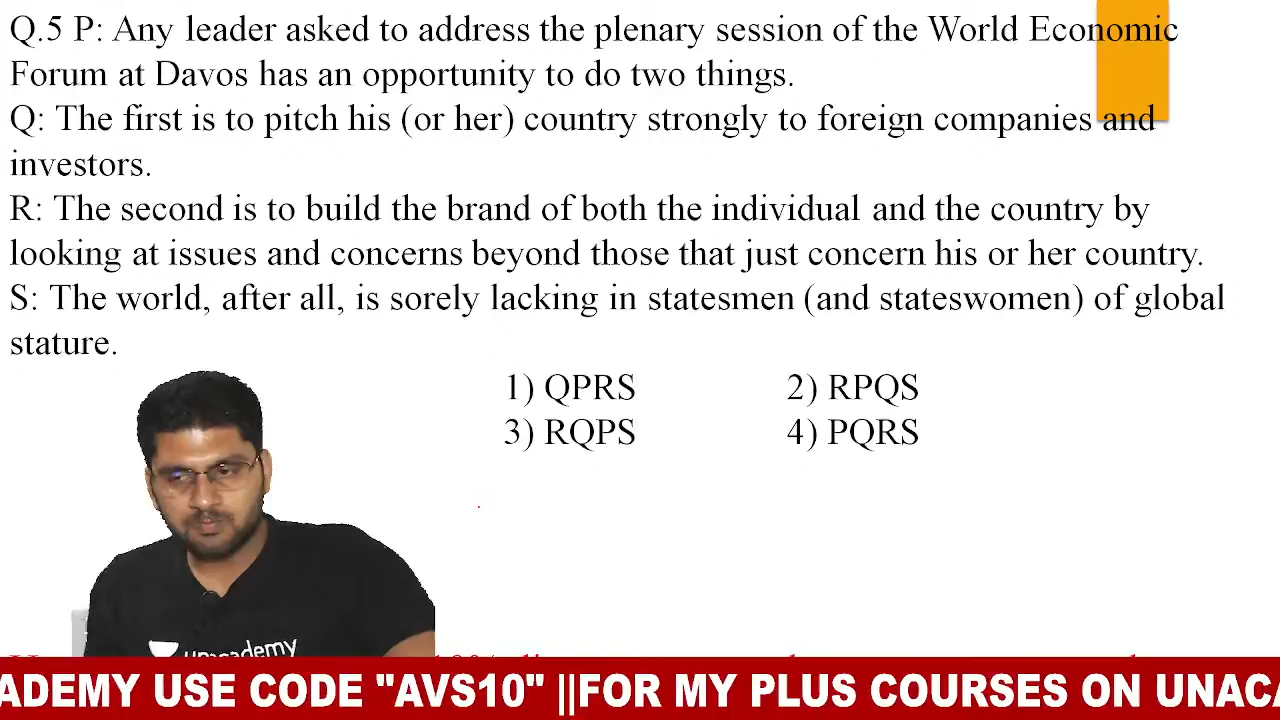 Q.5 P: Any leader asked to address the plenary session of the World Economic
Forum at Davos has an opportunity to do two things.
Q: The first is to pitch his (or her) country strongly to foreign companies and
investors.
R: The second is to build the brand of both the individual and the country by
looking at issues and concerns beyond those that just concern his or her country.
S: The world, after all, is sorely lacking in statesmen (and stateswomen) of global
stature.
1) QPRS 2) RPQS
3) RQPS 4) PQRS
unacademy
ADEMY USE CODE "AVS10" ||FOR MY PLUS COURSES ON UNACA